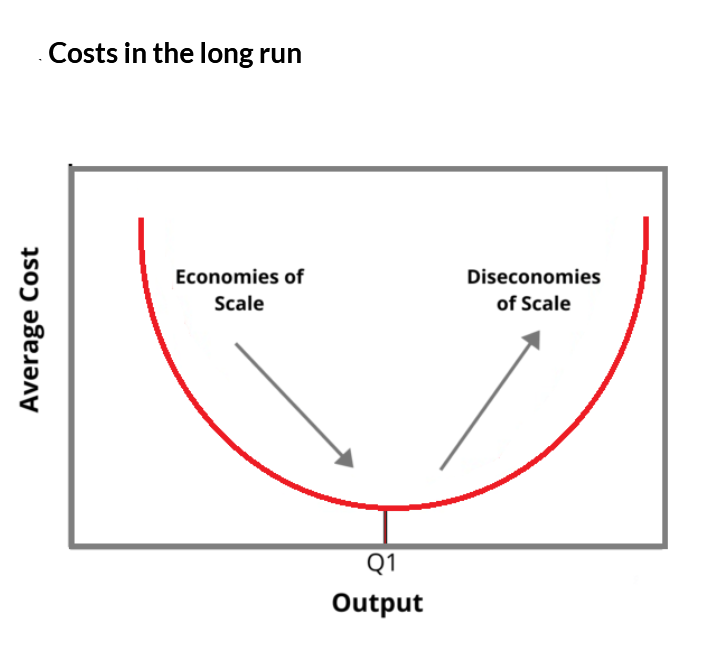 Costs in the long run
Economies of
Scale
Diseconomies
of Scale
Average Cost
Q1
Output